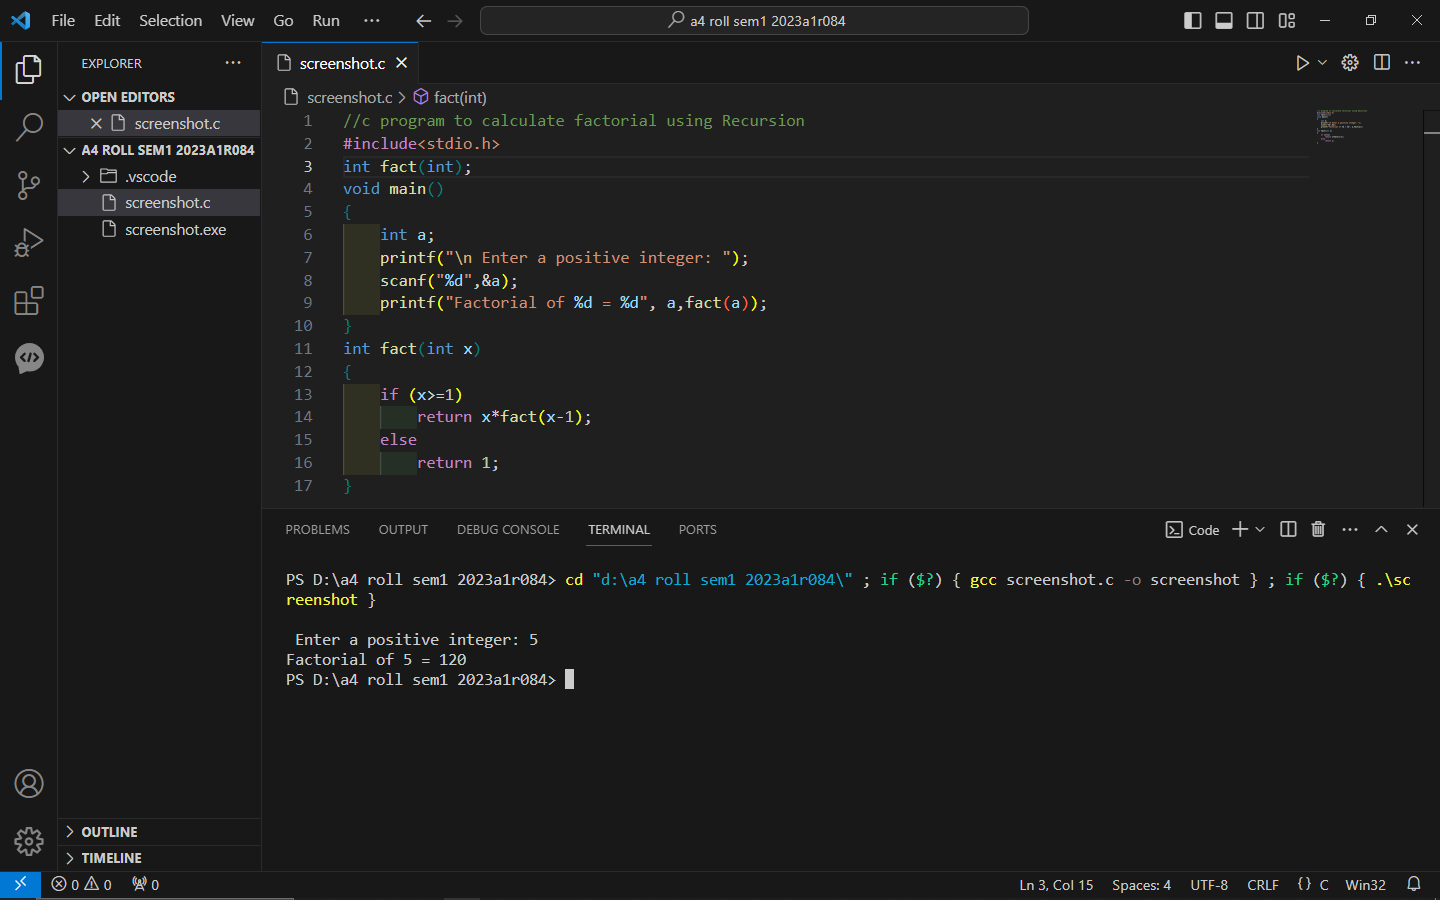 File Edit Selection View Go Run ··· a4 roll sem1 2023a1r084
EXPLORER ···
OPEN EDITORS
screenshot.c
A4 ROLL SEM1 2023A1R084
.vscode
screenshot.c
screenshot.exe
OUTLINE
TIMELINE
screenshot.c
screenshot.c > fact(int)
1 //c program to calculate factorial using Recursion
2 #include<stdio.h>
3 int fact(int);
4 void main()
5 {
6     int a;
7     printf("\n Enter a positive integer: ");
8     scanf("%d",&a);
9     printf("Factorial of %d = %d", a,fact(a));
10 }
11 int fact(int x)
12 {
13     if (x>=1)
14         return x*fact(x-1);
15     else
16         return 1;
17 }
PROBLEMS OUTPUT DEBUG CONSOLE TERMINAL PORTS Code
PS D:\a4 roll sem1 2023a1r084> cd "d:\a4 roll sem1 2023a1r084\" ; if ($?) { gcc screenshot.c -o screenshot } ; if ($?) { .\sc
reenshot }
Enter a positive integer: 5
Factorial of 5 = 120
PS D:\a4 roll sem1 2023a1r084>
0 0 0 Ln 3, Col 15 Spaces: 4 UTF-8 CRLF {} C Win32